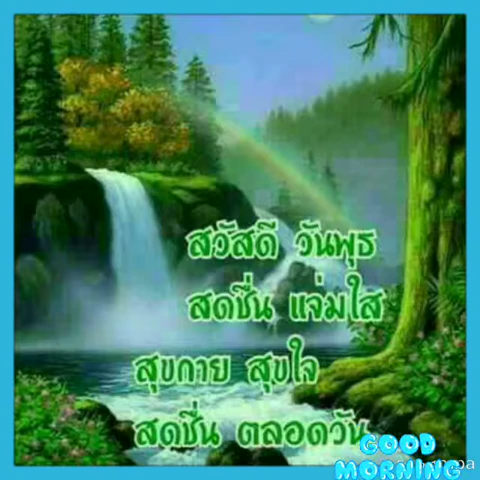 สวัสดี วันพุธ
สดชื่น แจ่มใส
สุขกาย สุขใจ
สดชื่น ตลอดวัน
GOOD
MORNING